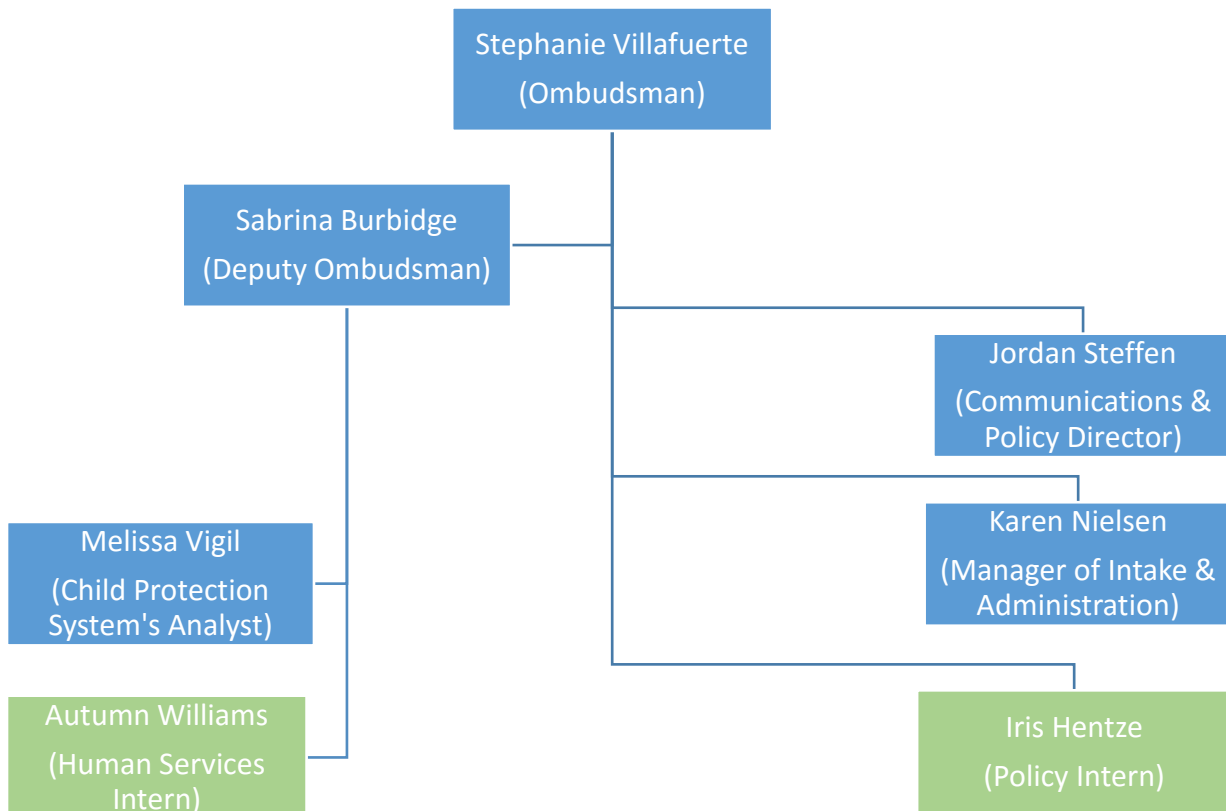 Stephanie Villafuerte
(Ombudsman)
Sabrina Burbidge
(Deputy Ombudsman)
Jordan Steffen
(Communications &
Policy Director)
Karen Nielsen
(Manager of Intake &
Administration)
Melissa Vigil
(Child Protection
System's Analyst)
Autumn Williams
(Human Services
Intern)
Iris Hentze
(Policy Intern)